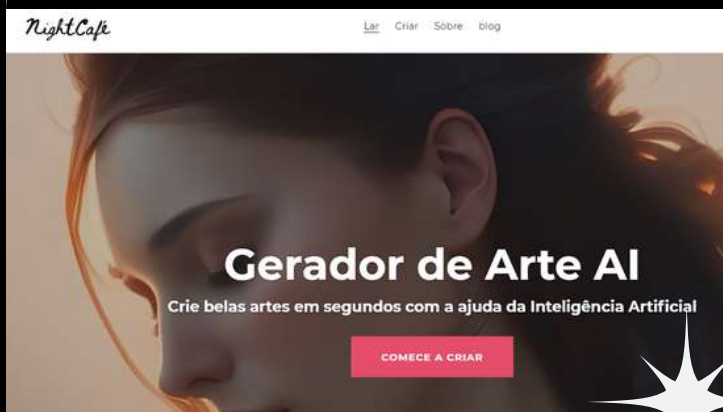 NightCafé
Lar Criar Sobre blog
Gerador de Arte AI
Crie belas artes em segundos com a ajuda da Inteligência Artificial
COMECE A CRIAR